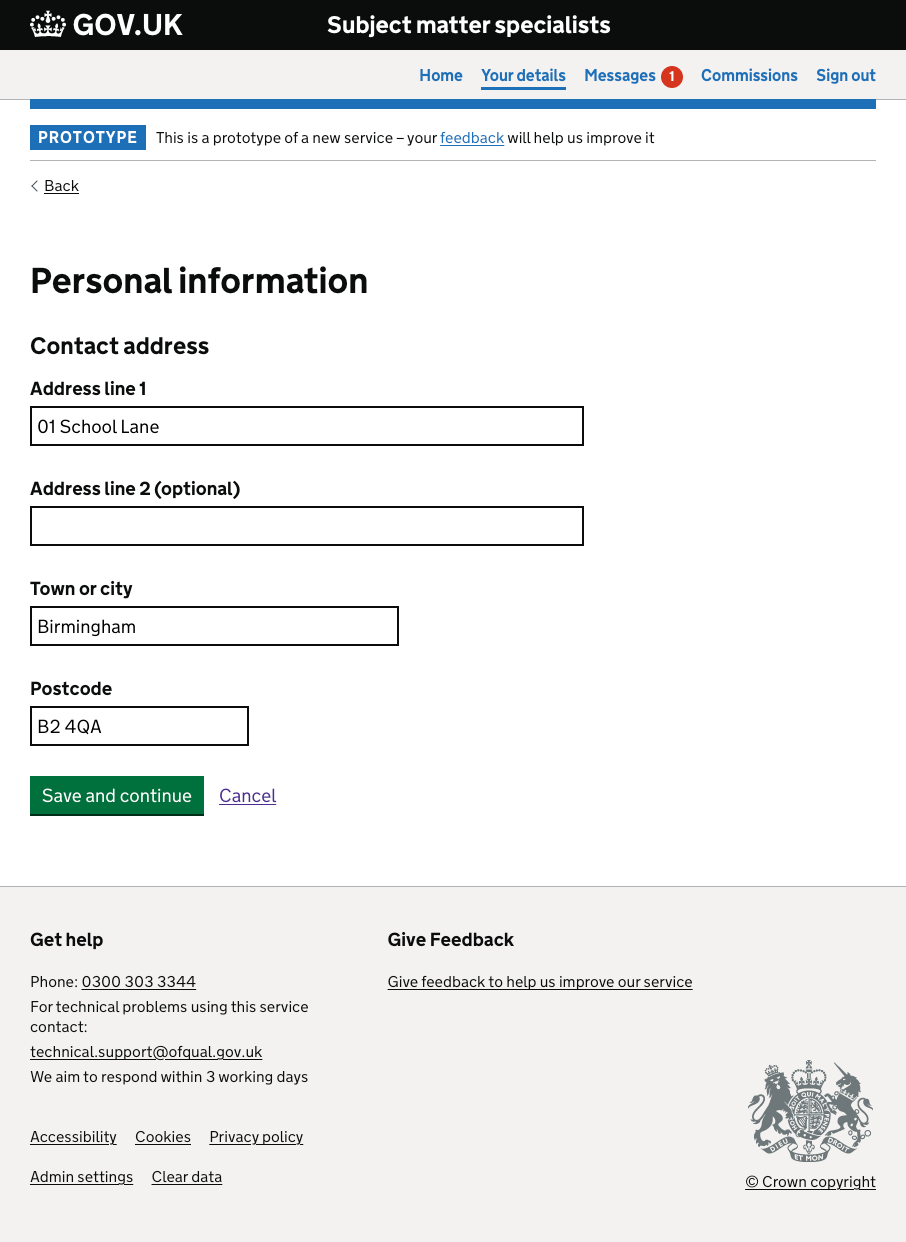 GOV.UK
Subject matter specialists
Home Your details Messages 1 Commissions Sign out
PROTOTYPE This is a prototype of a new service – your feedback will help us improve it
Back
Personal information
Contact address
Address line 1
01 School Lane
Address line 2 (optional)
Town or city
Birmingham
Postcode
B2 4QA
Save and continue Cancel
Get help
Phone: 0300 303 3344
For technical problems using this service
contact:
technical.support@ofqual.gov.uk
We aim to respond within 3 working days
Give Feedback
Give feedback to help us improve our service
Accessibility Cookies Privacy policy
Admin settings Clear data
DIEU ET MON DROIT
© Crown copyright